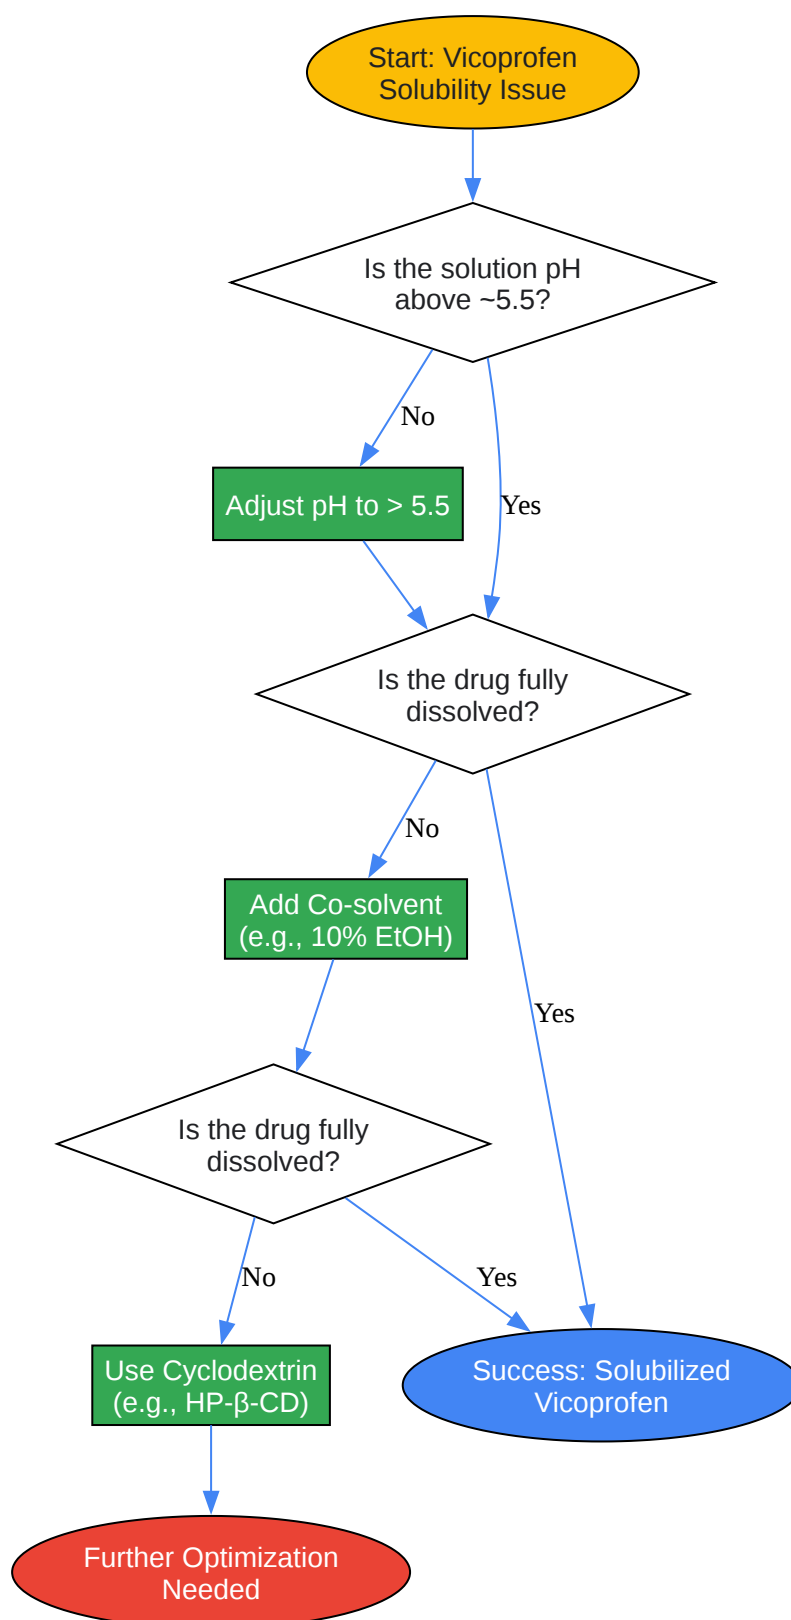 Start: Vicoprofen
Solubility Issue
Is the solution pH
above ~5.5?
No
Adjust pH to > 5.5
Yes
Is the drug fully
dissolved?
No
Add Co-solvent
(e.g., 10% EtOH)
Yes
Is the drug fully
dissolved?
No
Yes
Use Cyclodextrin
(e.g., HP-β-CD)
Success: Solubilized
Vicoprofen
Further Optimization
Needed